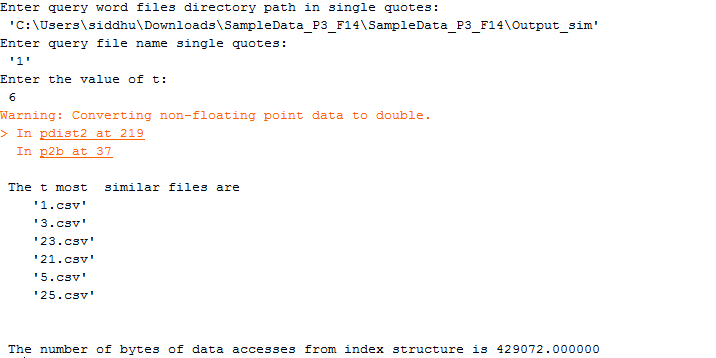 Enter query word files directory path in single quotes:
'C:\Users\siddhu\Downloads\SampleData_P3_F14\SampleData_P3_F14\Output_sim'
Enter query file name single quotes:
'1'
Enter the value of t:
6
Warning: Converting non-floating point data to double.
> In pdist2 at 219
In p2b at 37
The t most  similar files are
'1.csv'
'3.csv'
'23.csv'
'21.csv'
'5.csv'
'25.csv'
The number of bytes of data accesses from index structure is 429072.000000